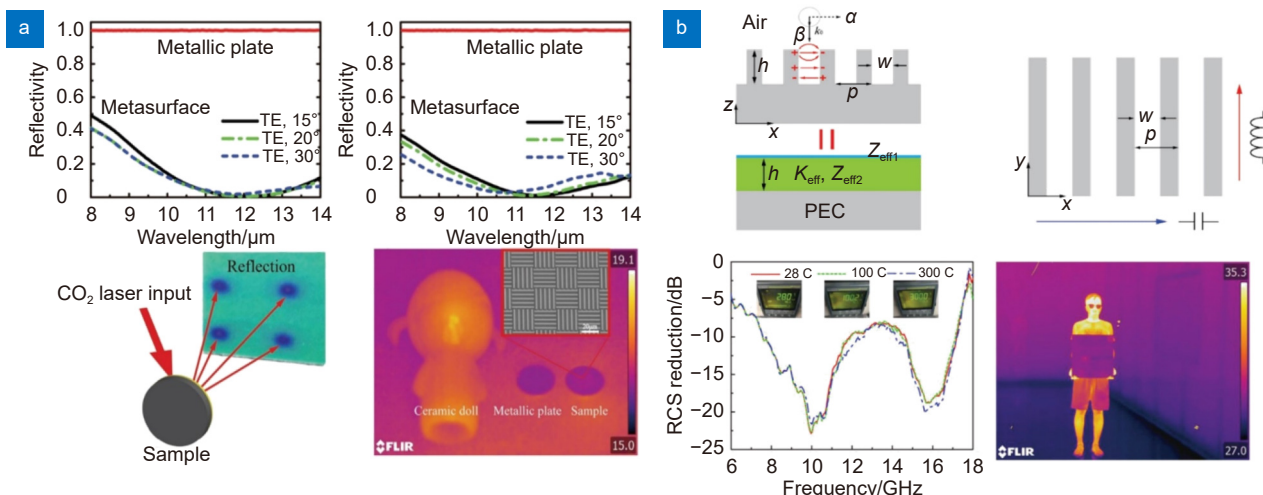 a
1.0
0.8
0.6
0.4
0.2
0
Reflectivity
Metallic plate
Metasurface
TE, 15°
TE, 20°
TE, 30°
8 9 10 11 12 13 14
Wavelength/μm
1.0
0.8
0.6
0.4
0.2
0
Reflectivity
Metallic plate
Metasurface
TE, 15°
TE, 20°
TE, 30°
8 9 10 11 12 13 14
Wavelength/μm
Reflection
CO2 laser input
Sample
19.1
Ceramic doll
Metallic plate
Sample
FLIR
15.0
b
Air
α
β
h
w
p
z
x
Zeff1
h
Keff, Zeff2
PEC
w
p
y
x
0
−5
−10
−15
−20
−25
RCS reduction/dB
28 C
100 C
300 C
6 8 10 12 14 16 18
Frequency/GHz
35.3
FLIR
27.0